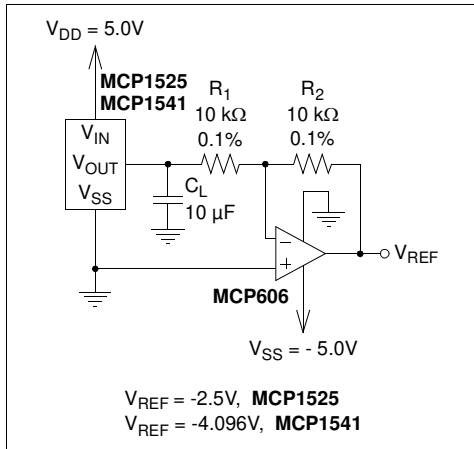 V_DD = 5.0V
MCP1525
MCP1541
R_1
10 kΩ
0.1%
R_2
10 kΩ
0.1%
V_IN
V_OUT
V_SS
C_L
10 µF
−
+
V_REF
MCP606
V_SS = - 5.0V
V_REF = -2.5V, MCP1525
V_REF = -4.096V, MCP1541